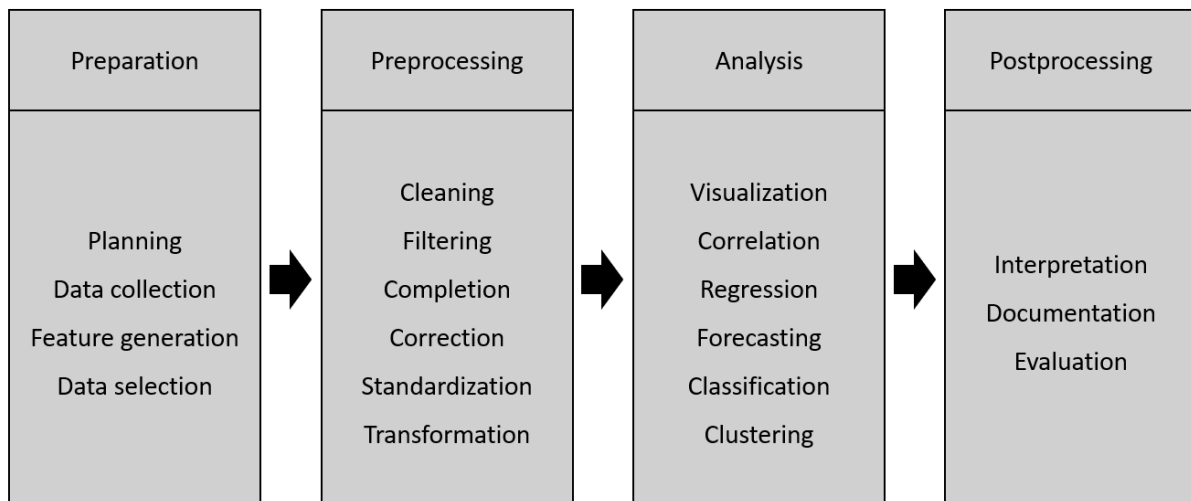 Preparation
Planning
Data collection
Feature generation
Data selection
Preprocessing
Cleaning
Filtering
Completion
Correction
Standardization
Transformation
Analysis
Visualization
Correlation
Regression
Forecasting
Classification
Clustering
Postprocessing
Interpretation
Documentation
Evaluation